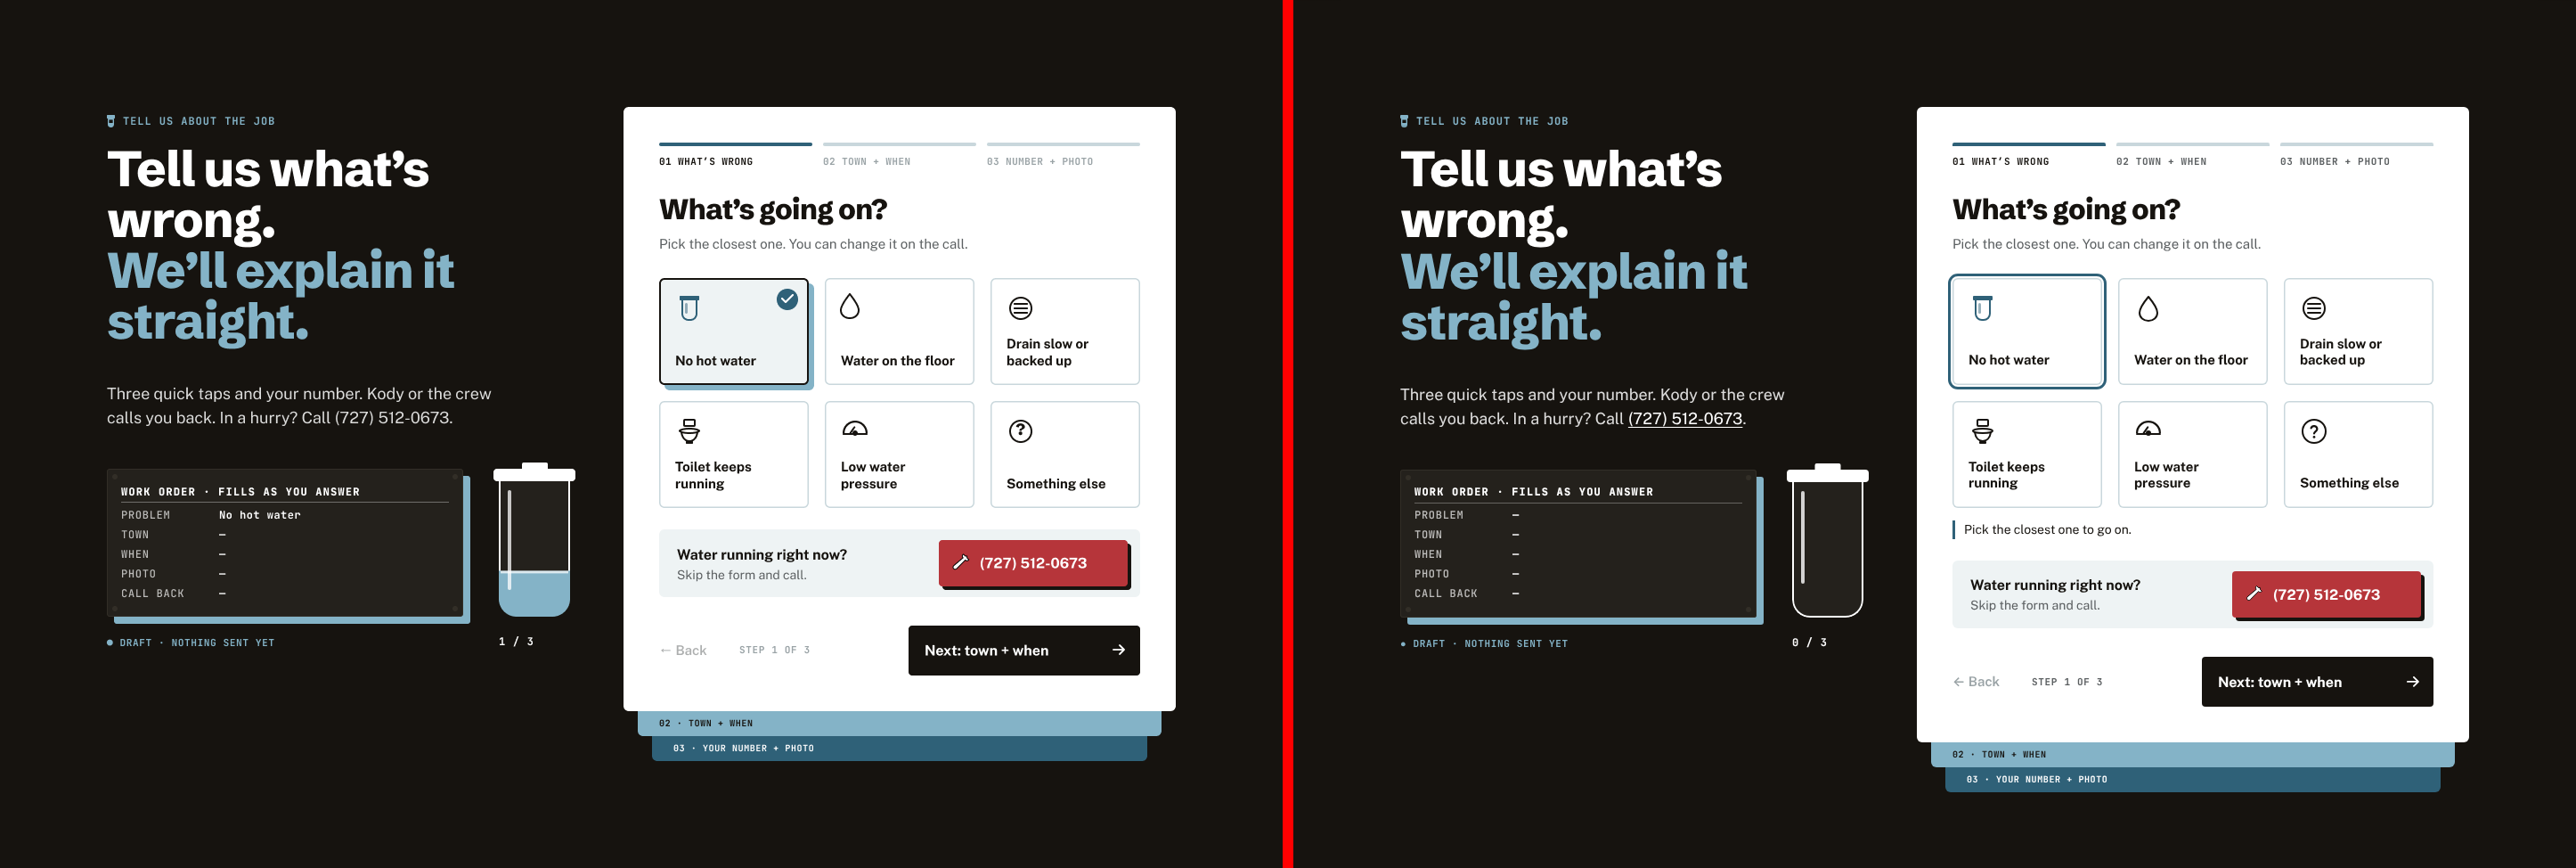 TELL US ABOUT THE JOB
Tell us what’s
wrong.
We’ll explain it
straight.
Three quick taps and your number. Kody or the crew
calls you back. In a hurry? Call (727) 512-0673.
WORK ORDER · FILLS AS YOU ANSWER
PROBLEM No hot water
TOWN —
WHEN —
PHOTO —
CALL BACK —
DRAFT · NOTHING SENT YET
1 / 3
01 WHAT’S WRONG
02 TOWN + WHEN
03 NUMBER + PHOTO
What’s going on?
Pick the closest one. You can change it on the call.
No hot water
Water on the floor
Drain slow or
backed up
Toilet keeps
running
Low water
pressure
Something else
Water running right now?
Skip the form and call.
(727) 512-0673
← Back
STEP 1 OF 3
Next: town + when →
02 · TOWN + WHEN
03 · YOUR NUMBER + PHOTO
TELL US ABOUT THE JOB
Tell us what’s
wrong.
We’ll explain it
straight.
Three quick taps and your number. Kody or the crew
calls you back. In a hurry? Call (727) 512-0673.
WORK ORDER · FILLS AS YOU ANSWER
PROBLEM —
TOWN —
WHEN —
PHOTO —
CALL BACK —
DRAFT · NOTHING SENT YET
0 / 3
01 WHAT’S WRONG
02 TOWN + WHEN
03 NUMBER + PHOTO
What’s going on?
Pick the closest one. You can change it on the call.
No hot water
Water on the floor
Drain slow or
backed up
Toilet keeps
running
Low water
pressure
Something else
Pick the closest one to go on.
Water running right now?
Skip the form and call.
(727) 512-0673
← Back
STEP 1 OF 3
Next: town + when →
02 · TOWN + WHEN
03 · YOUR NUMBER + PHOTO